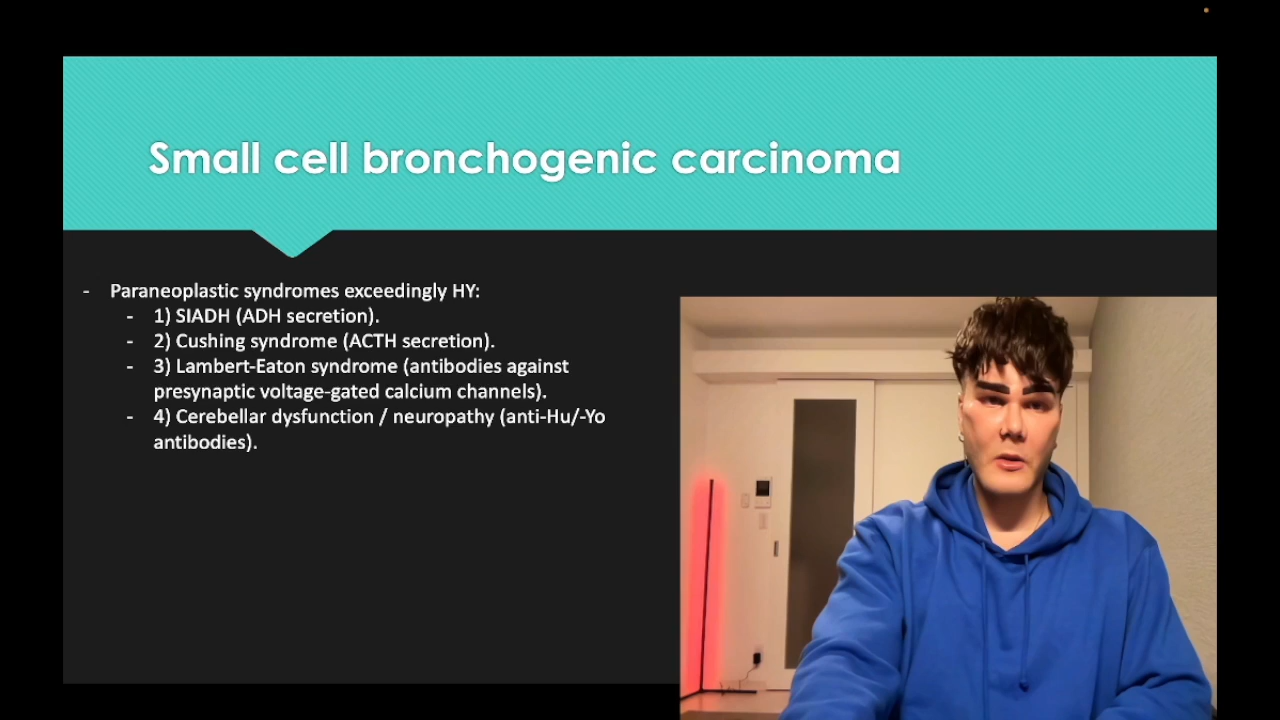 Small cell bronchogenic carcinoma
- Paraneoplastic syndromes exceedingly HY:
- 1) SIADH (ADH secretion).
- 2) Cushing syndrome (ACTH secretion).
- 3) Lambert-Eaton syndrome (antibodies against
presynaptic voltage-gated calcium channels).
- 4) Cerebellar dysfunction / neuropathy (anti-Hu/-Yo
antibodies).